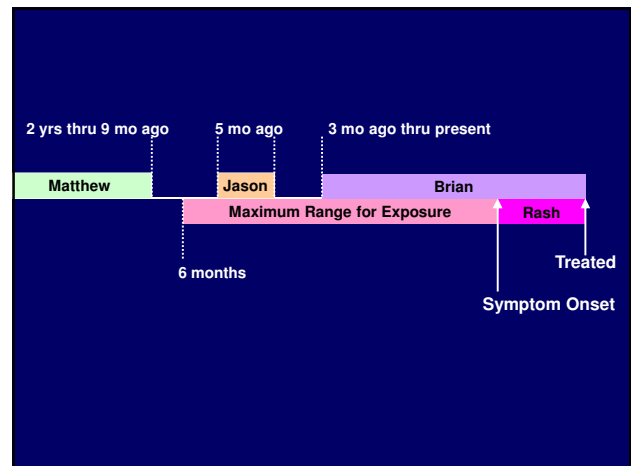 2 yrs thru 9 mo ago
5 mo ago
3 mo ago thru present
Matthew
Jason
Brian
Maximum Range for Exposure
Rash
6 months
Treated
Symptom Onset